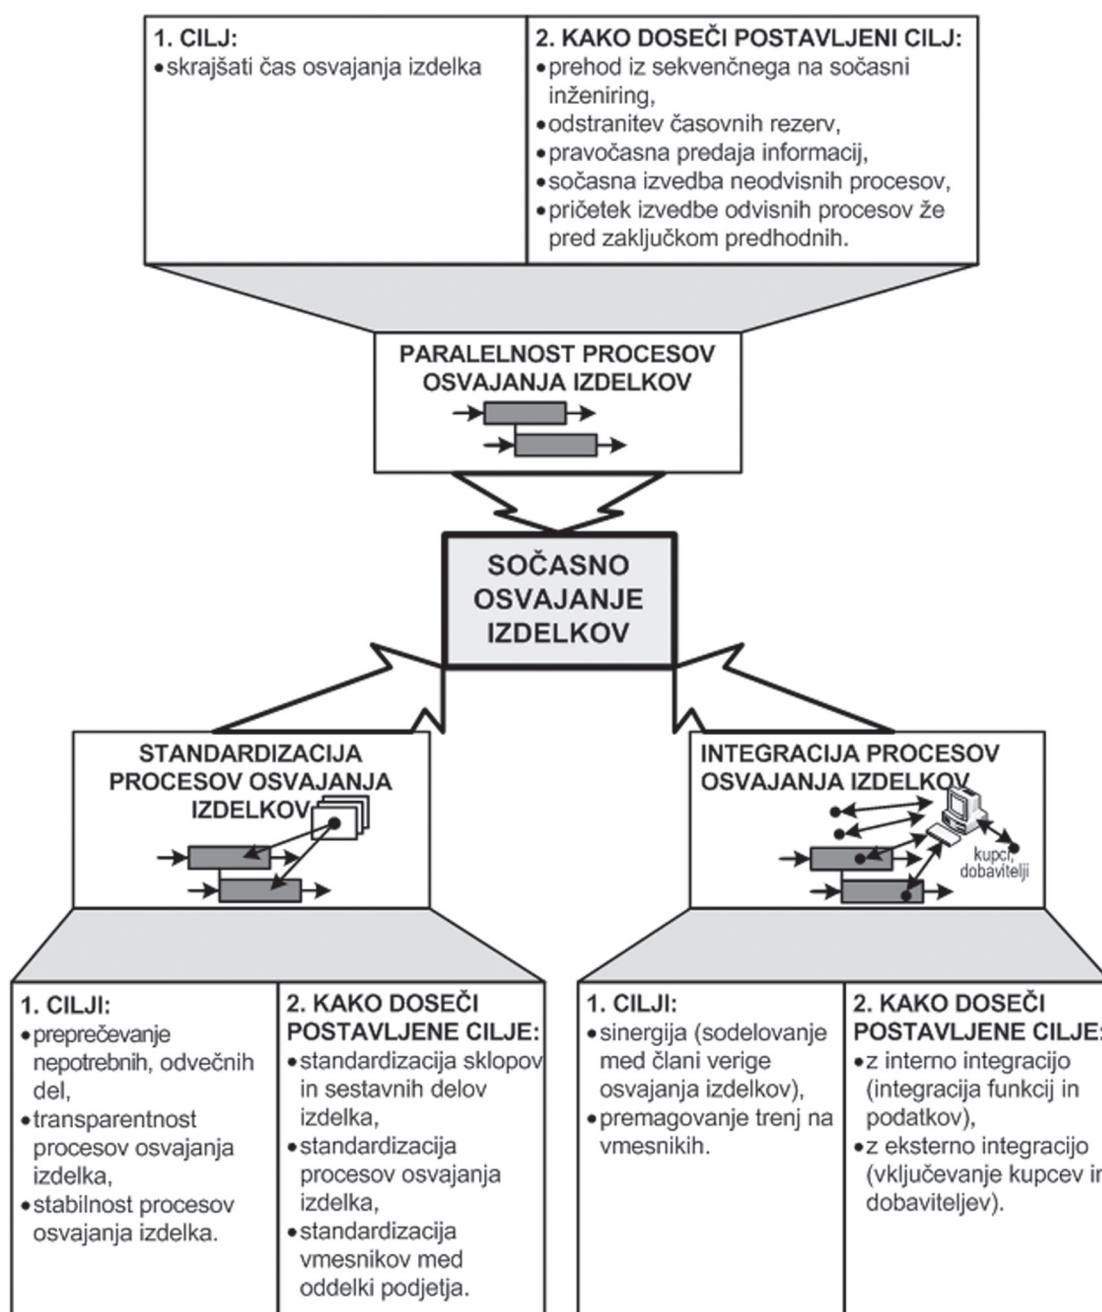 1. CILJ:
•skrajšati čas osvajanja izdelka
2. KAKO DOSEČI POSTAVLJENI CILJ:
•prehod iz sekvenčnega na sočasni
inženiring,
•odstranitev časovnih rezerv,
•pravočasna predaja informacij,
•sočasna izvedba neodvisnih procesov,
•pričetek izvedbe odvisnih procesov že
pred zaključkom predhodnih.
PARALELNOST PROCESOV
OSVAJANJA IZDELKOV
SOČASNO
OSVAJANJE
IZDELKOV
STANDARDIZACIJA
PROCESOV OSVAJANJA
IZDELKOV
INTEGRACIJA PROCESOV
OSVAJANJA IZDELKOV
kupci,
dobavitelji
1. CILJI:
•preprečevanje
nepotrebnih, odvečnih
del,
•transparentnost
procesov osvajanja
izdelka,
•stabilnost procesov
osvajanja izdelka.
2. KAKO DOSEČI
POSTAVLJENE CILJE:
•standardizacija sklopov
in sestavnih delov
izdelka,
•standardizacija
procesov osvajanja
izdelka,
•standardizacija
vmesnikov med
oddelki podjetja.
1. CILJI:
•sinergija (sodelovanje
med člani verige
osvajanja izdelkov),
•premagovanje trenj na
vmesnikih.
2. KAKO DOSEČI
POSTAVLJENE CILJE:
•z interno integracijo
(integracija funkcij in
podatkov),
•z eksterno integracijo
(vključevanje kupcev in
dobaviteljev).